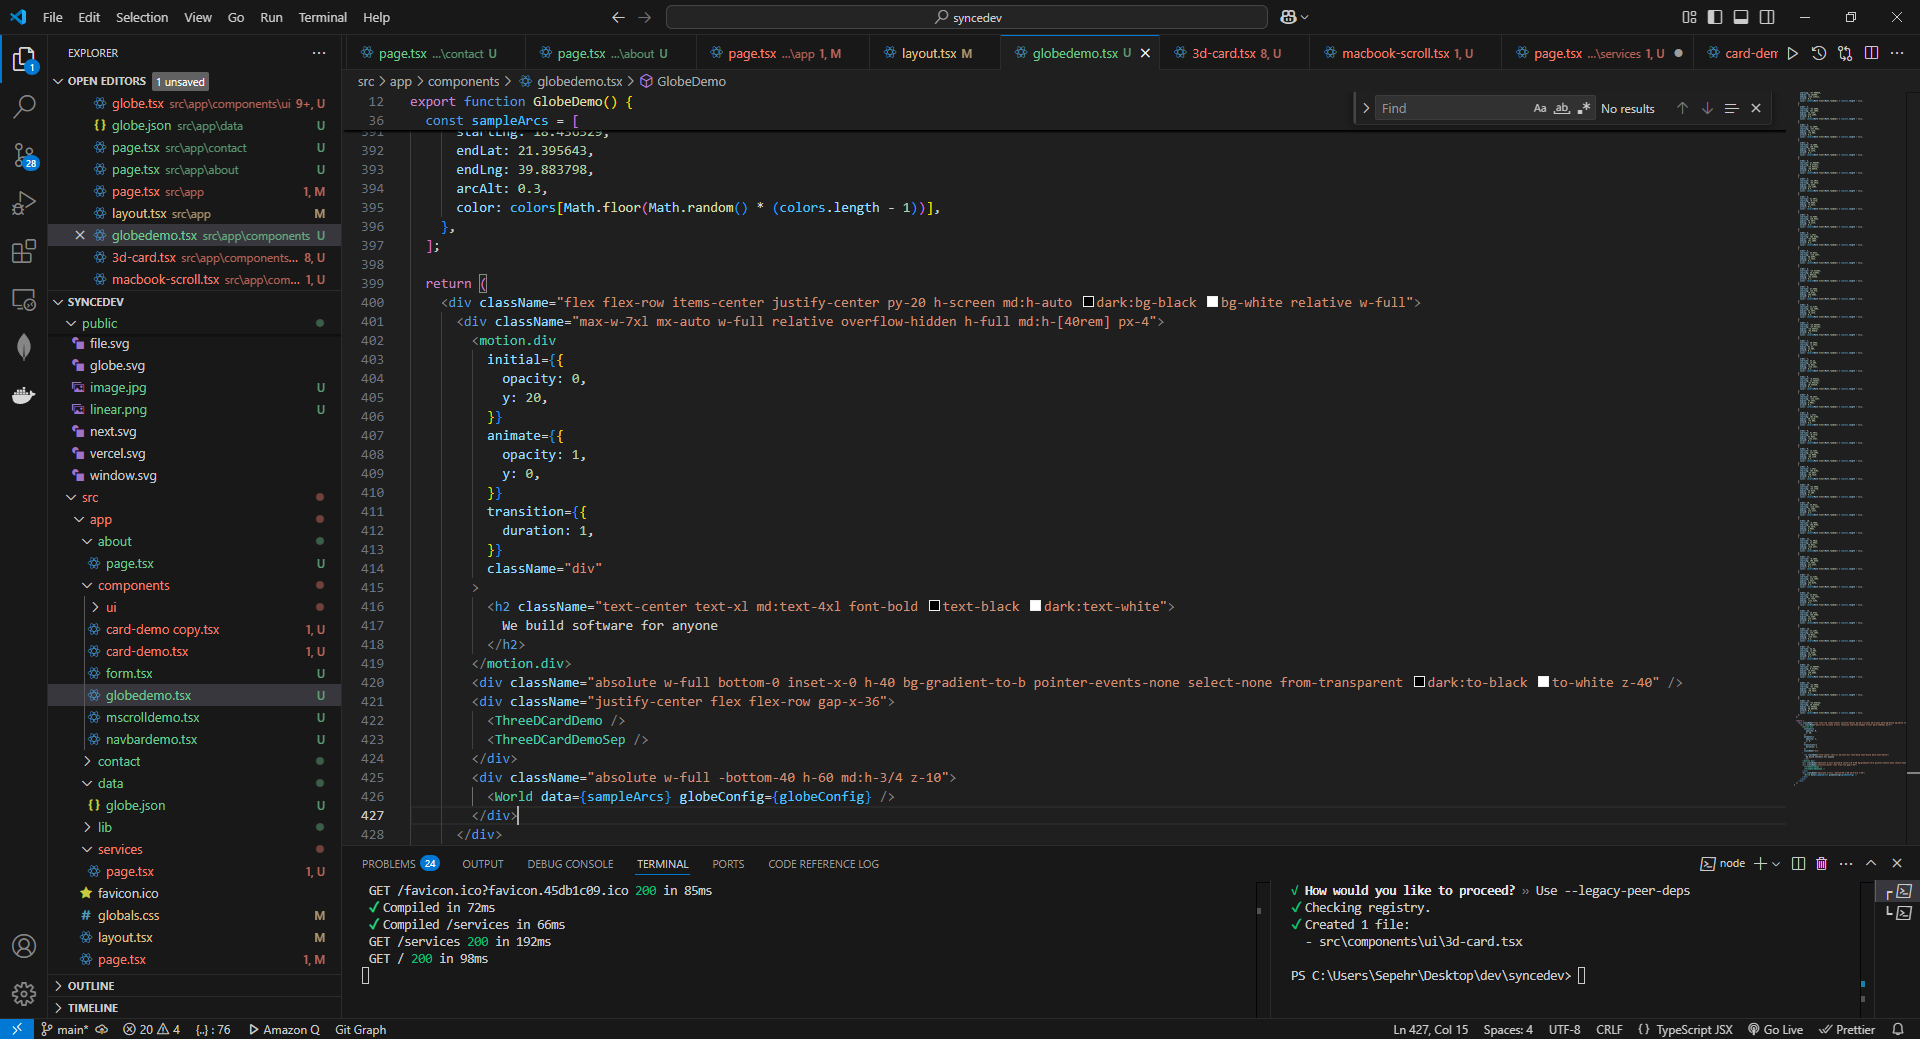 File Edit Selection View Go Run Terminal Help
syncedev
EXPLORER
OPEN EDITORS 1 unsaved
globe.tsx src\app\components\ui 9+, U
globe.json src\app\data U
page.tsx src\app\contact U
page.tsx src\app\about U
page.tsx src\app 1, M
layout.tsx src\app M
globedemo.tsx src\app\components U
3d-card.tsx src\app\components... 8, U
macbook-scroll.tsx src\app\com... 1, U
SYNCEDEV
public
file.svg
globe.svg
image.jpg U
linear.png U
next.svg
vercel.svg
window.svg
src
app
about
page.tsx U
components
ui
card-demo copy.tsx 1, U
card-demo.tsx 1, U
form.tsx U
globedemo.tsx U
mscrolldemo.tsx U
navbardemo.tsx U
contact
data
globe.json U
lib
services
page.tsx 1, U
favicon.ico
globals.css M
layout.tsx M
page.tsx 1, M
OUTLINE
TIMELINE
1
28
page.tsx ...\contact U page.tsx ...\about U page.tsx ...\app 1, M layout.tsx M globedemo.tsx U 3d-card.tsx 8, U macbook-scroll.tsx 1, U page.tsx ...\services 1, U card-dem
src > app > components > globedemo.tsx > GlobeDemo
Find Aa ab .* No results
12 export function GlobeDemo() {
36 const sampleArcs = [
391 startLng: 18.436529,
392 endLat: 21.395643,
393 endLng: 39.883798,
394 arcAlt: 0.3,
395 color: colors[Math.floor(Math.random() * (colors.length - 1))],
396 },
397 ];
398
399 return (
400 <div className="flex flex-row items-center justify-center py-20 h-screen md:h-auto dark:bg-black bg-white relative w-full">
401 <div className="max-w-7xl mx-auto w-full relative overflow-hidden h-full md:h-[40rem] px-4">
402 <motion.div
403 initial={{
404 opacity: 0,
405 y: 20,
406 }}
407 animate={{
408 opacity: 1,
409 y: 0,
410 }}
411 transition={{
412 duration: 1,
413 }}
414 className="div"
415 >
416 <h2 className="text-center text-xl md:text-4xl font-bold text-black dark:text-white">
417 We build software for anyone
418 </h2>
419 </motion.div>
420 <div className="absolute w-full bottom-0 inset-x-0 h-40 bg-gradient-to-b pointer-events-none select-none from-transparent dark:to-black to-white z-40" />
421 <div className="justify-center flex flex-row gap-x-36">
422 <ThreeDCardDemo />
423 <ThreeDCardDemoSep />
424 </div>
425 <div className="absolute w-full -bottom-40 h-60 md:h-3/4 z-10">
426 <World data={sampleArcs} globeConfig={globeConfig} />
427 </div>
428 </div>
PROBLEMS 24 OUTPUT DEBUG CONSOLE TERMINAL PORTS CODE REFERENCE LOG
node
GET /favicon.ico?favicon.45db1c09.ico 200 in 85ms
✓ Compiled in 72ms
✓ Compiled /services in 66ms
GET /services 200 in 192ms
GET / 200 in 98ms
√ How would you like to proceed? » Use --legacy-peer-deps
✓ Checking registry.
✓ Created 1 file:
- src\components\ui\3d-card.tsx
PS C:\Users\Sepehr\Desktop\dev\syncedev>
main* 20 4 {..} : 76 Amazon Q Git Graph
Ln 427, Col 15 Spaces: 4 UTF-8 CRLF {} TypeScript JSX Go Live Prettier